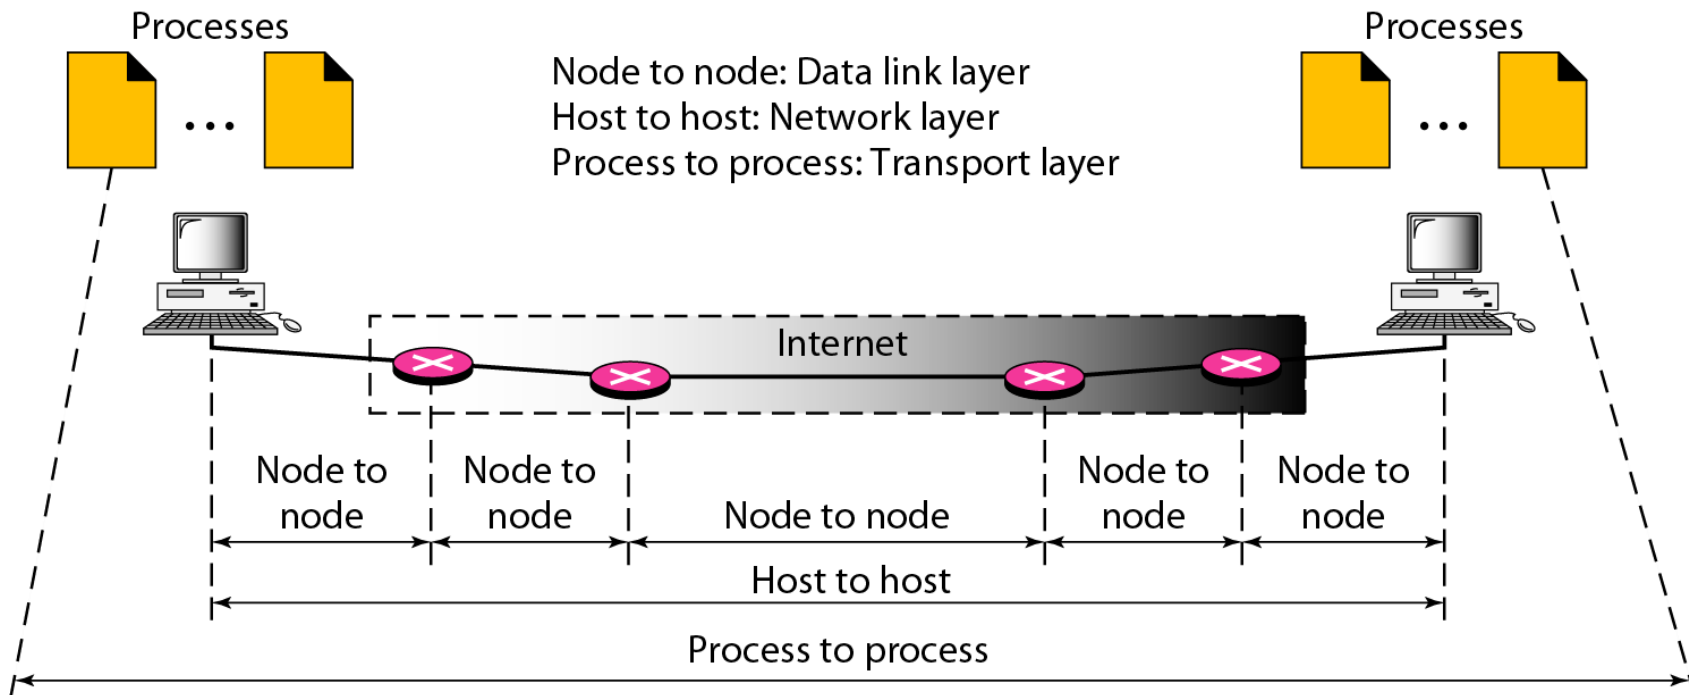 Processes
Processes
Node to node: Data link layer
Host to host: Network layer
Process to process: Transport layer
Internet
Node to
node
Node to
node
Node to node
Node to
node
Node to
node
Host to host
Process to process